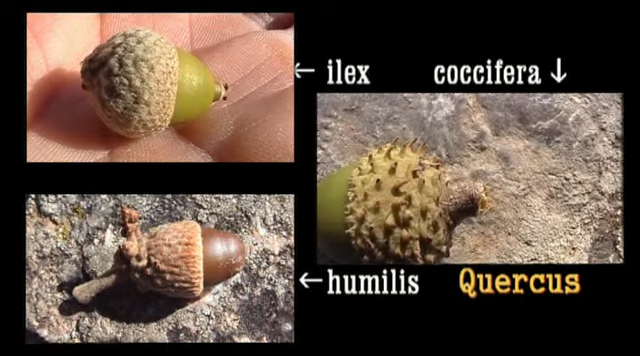 ← ilex
coccifera ↓
← humilis
Quercus